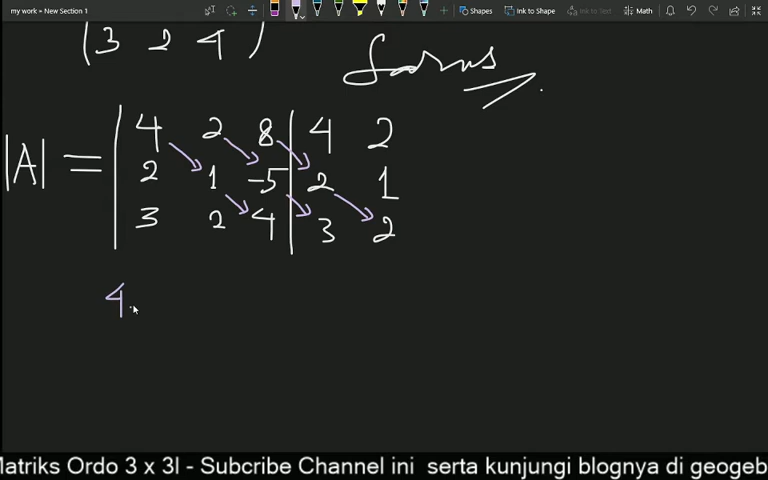 my work » New Section 1
Shapes Ink to Shape Ink to Text Math
(3 2 4)
Sarrus
|A| = | 4 2 8 | 4 2
2 1 -5 | 2 1
3 2 4 | 3 2
4.
Matriks Ordo 3 x 3I - Subcribe Channel ini serta kunjungi blognya di geogeb